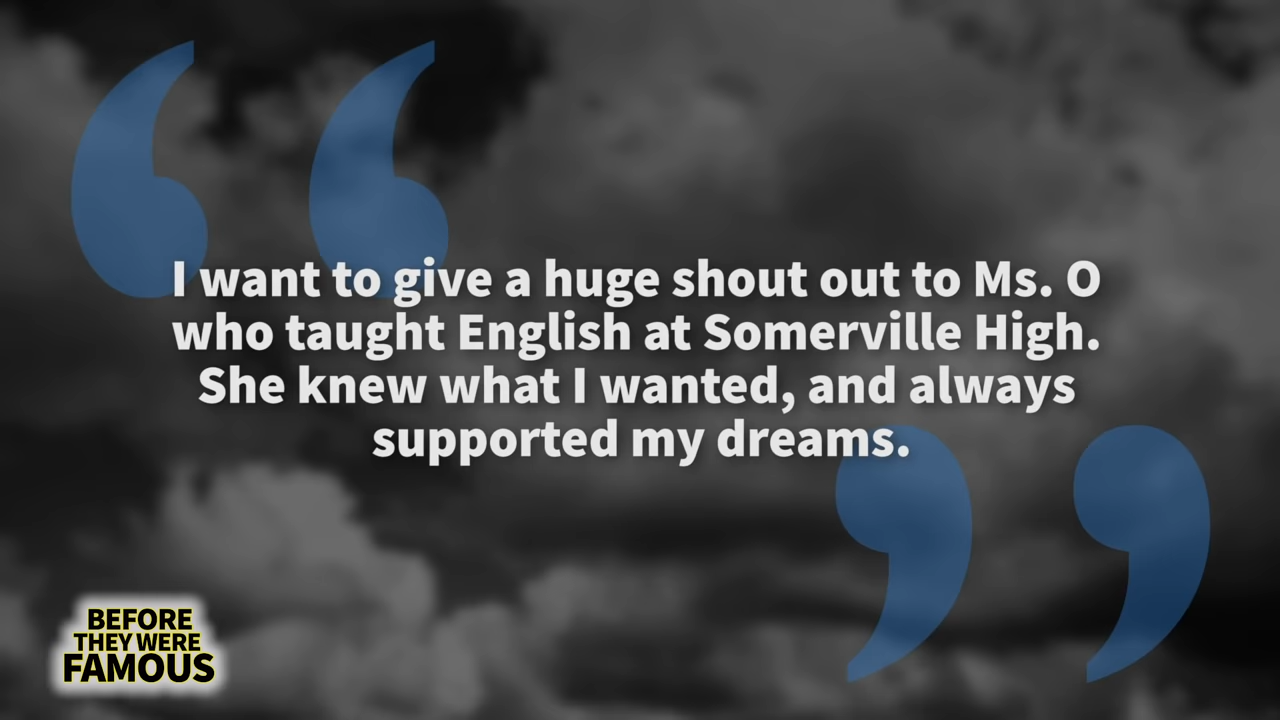 I want to give a huge shout out to Ms. O
who taught English at Somerville High.
She knew what I wanted, and always
supported my dreams.
BEFORE
THEY WERE
FAMOUS